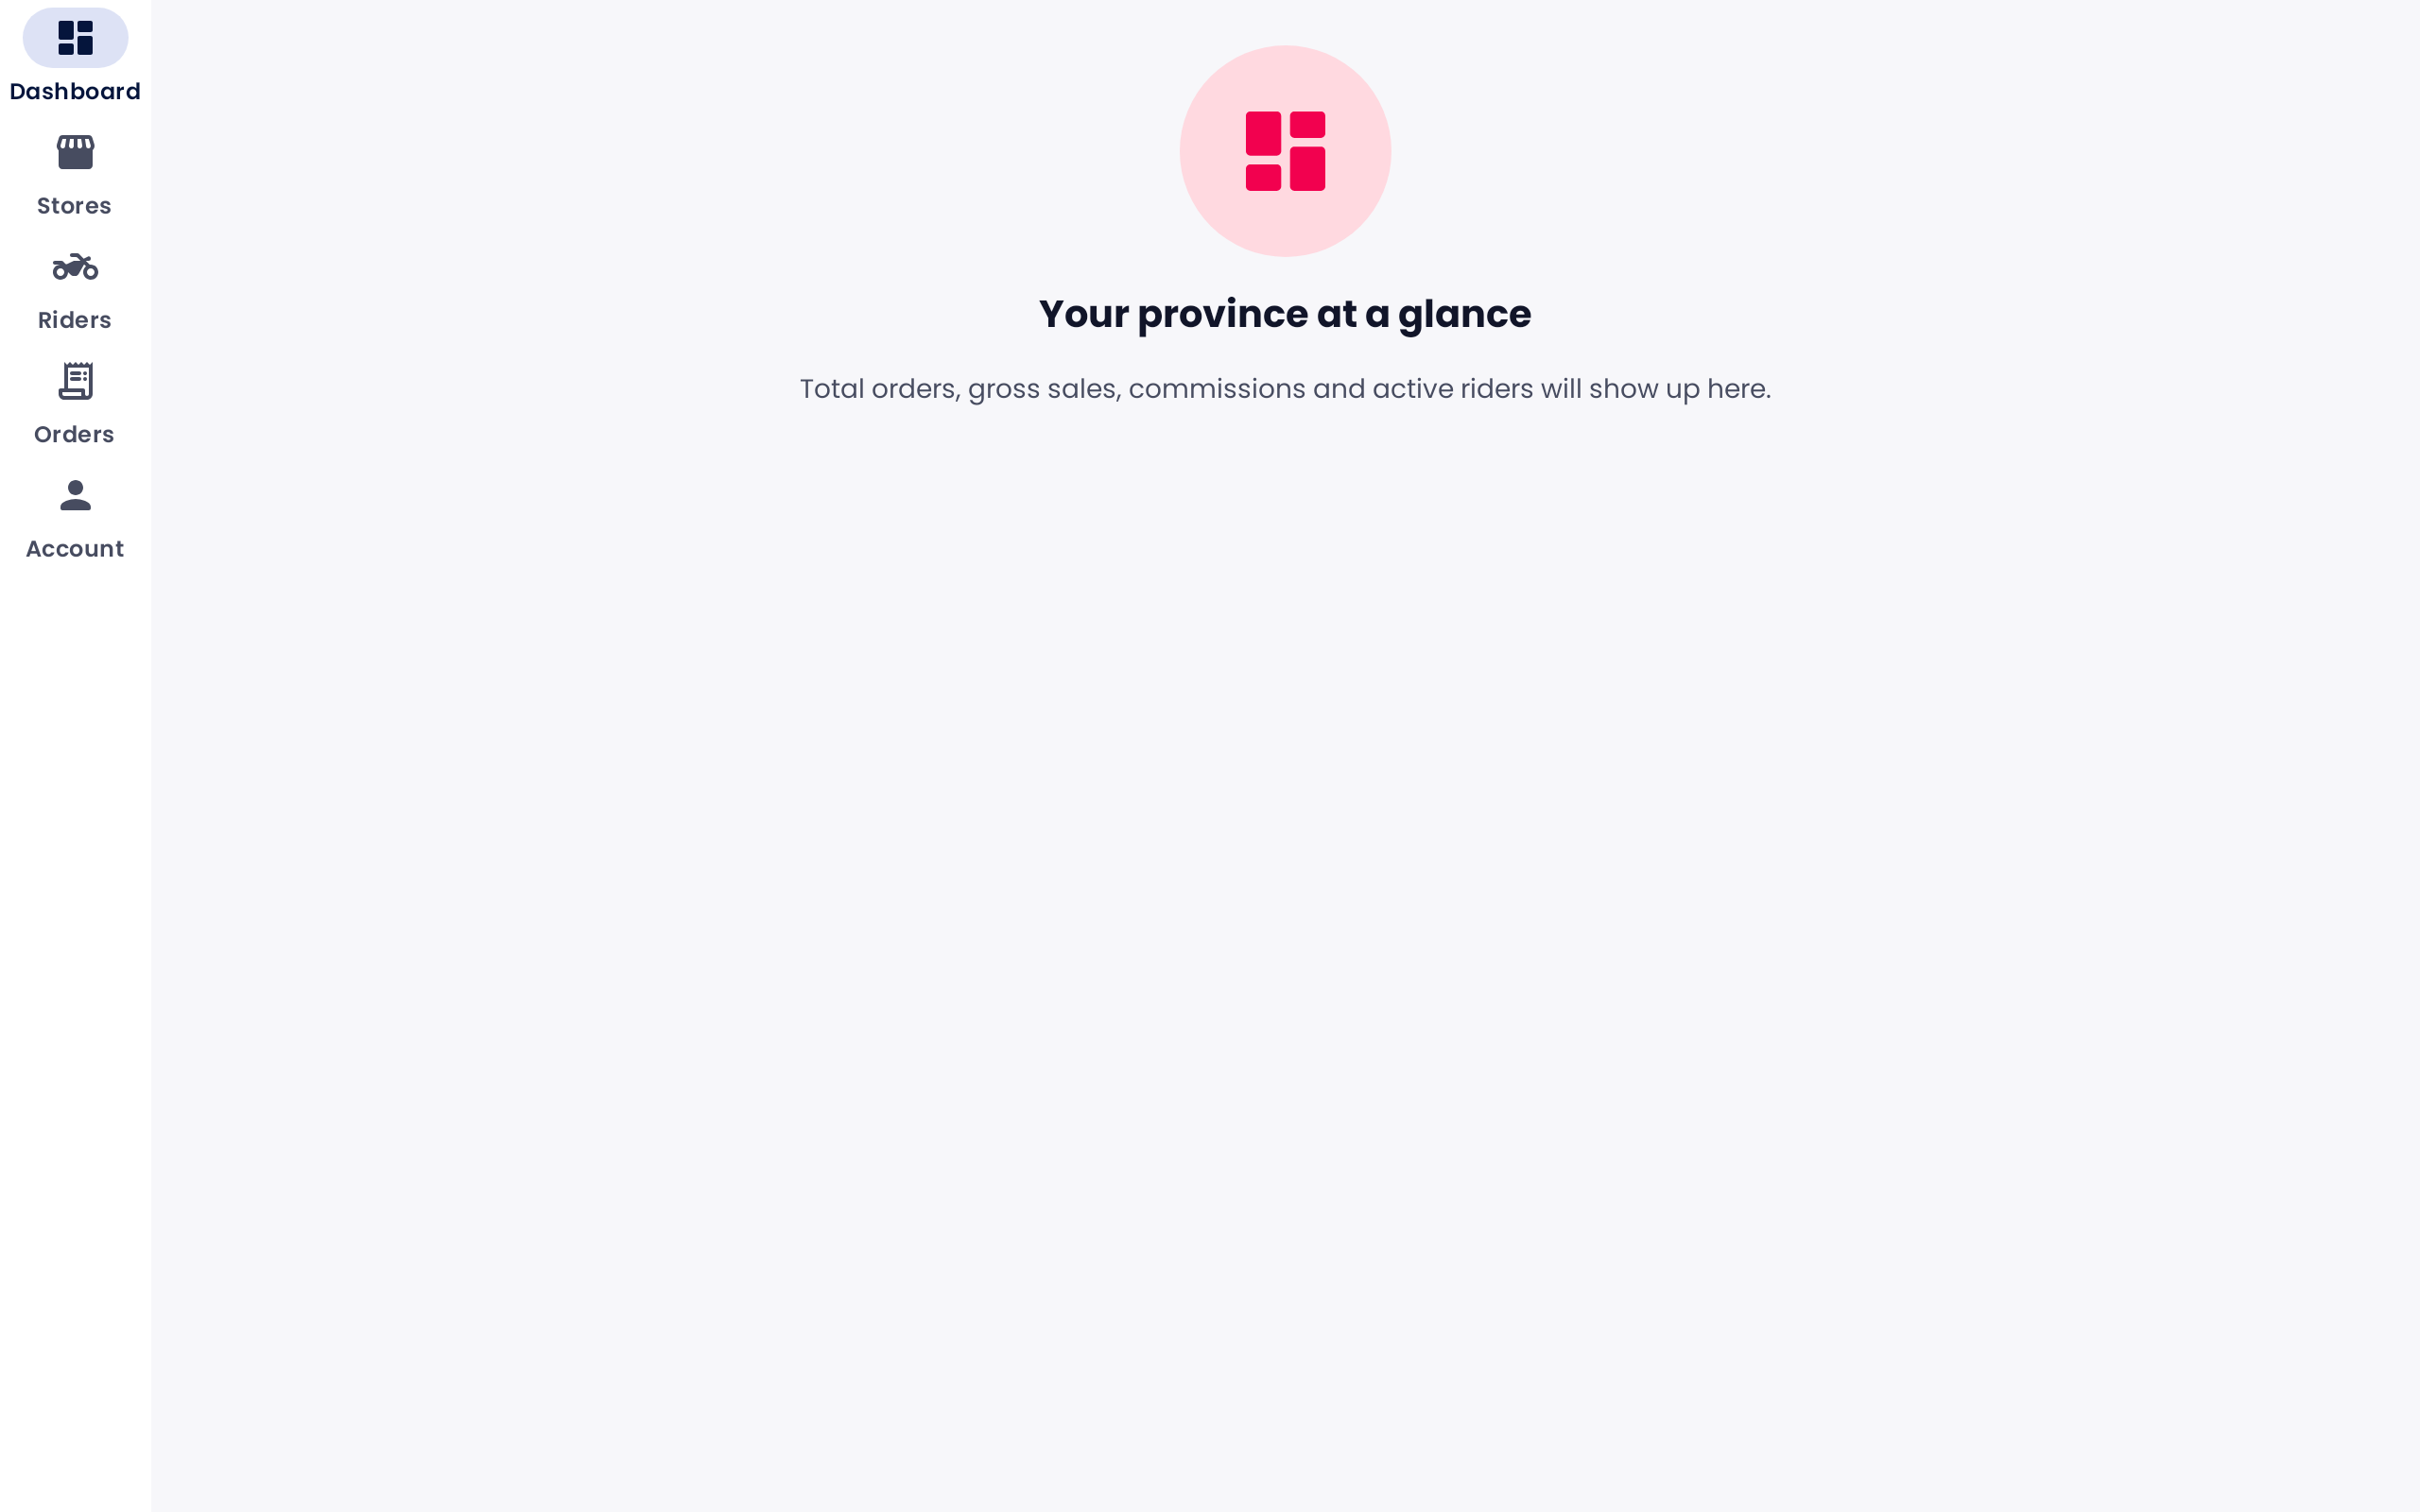 Dashboard
Stores
Riders
Orders
Account
Your province at a glance
Total orders, gross sales, commissions and active riders will show up here.